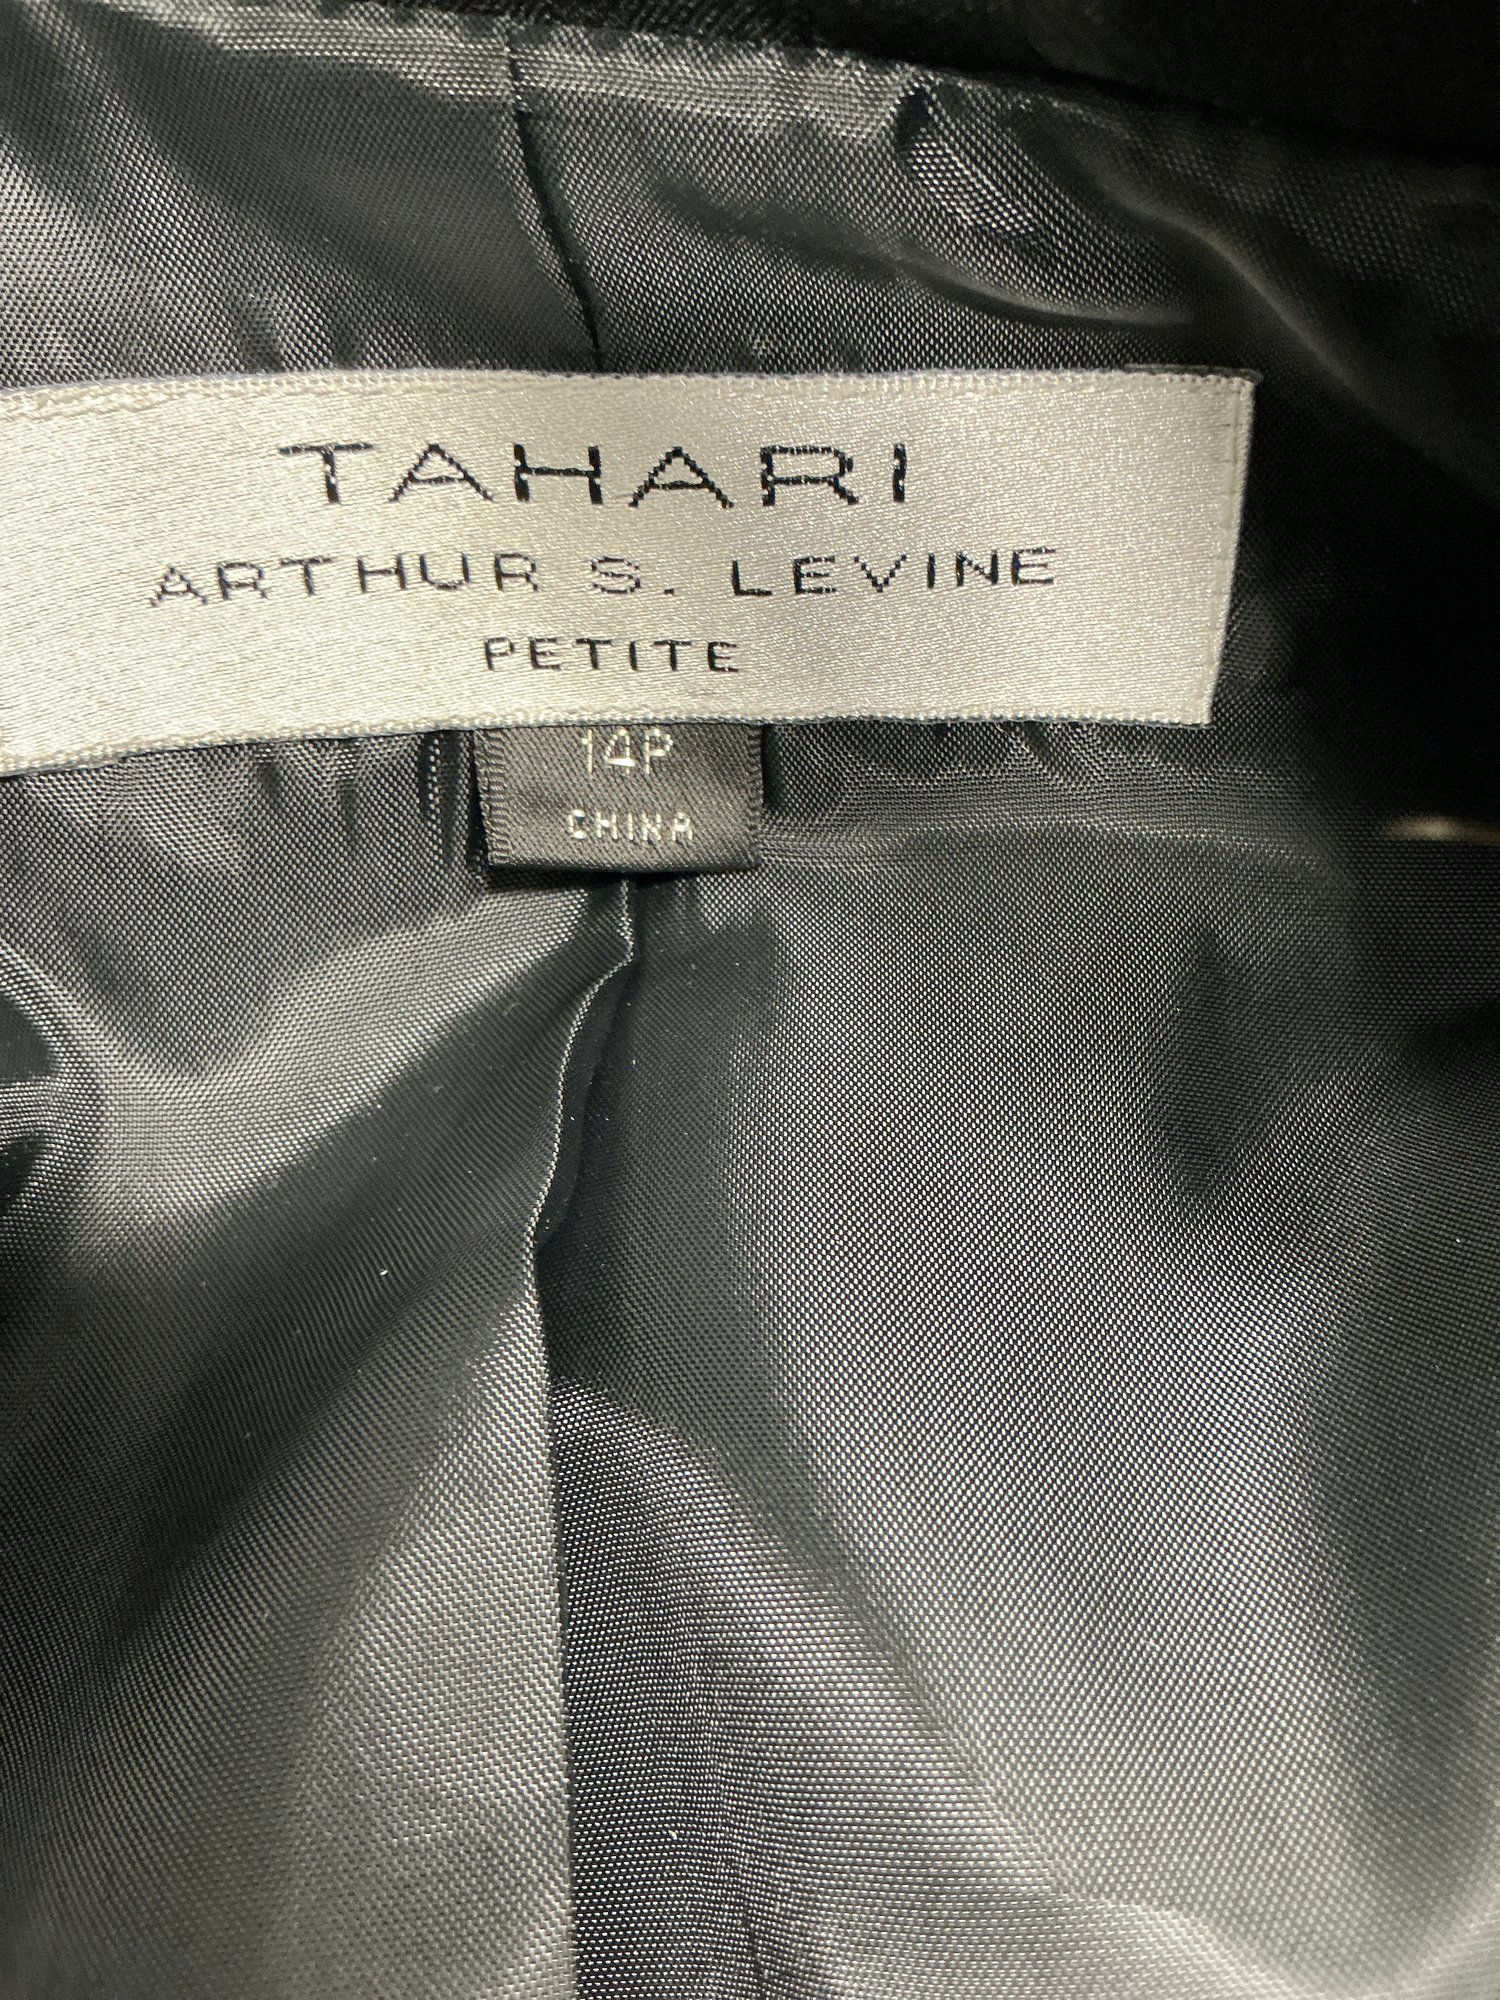 TAHARI
ARTHUR S. LEVINE
PETITE
14P
CHINA